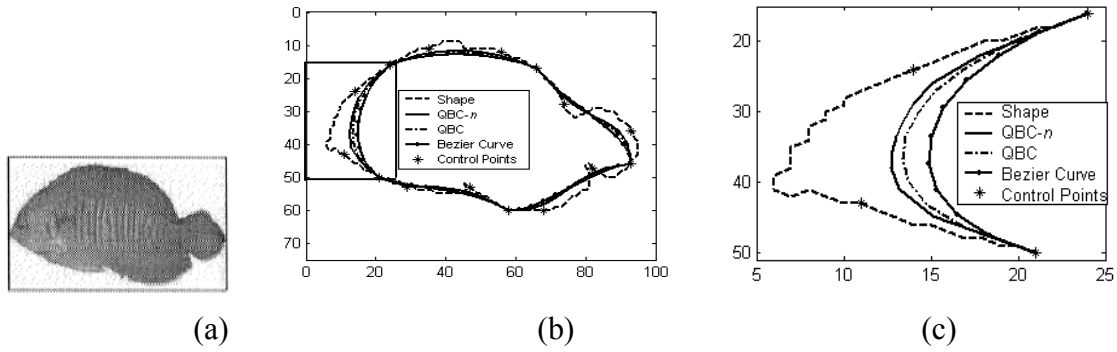 0
10
20
30
40
50
60
70
0
20
40
60
80
100
Shape
QBC-n
QBC
Bezier Curve
Control Points
20
30
40
50
5
10
15
20
25
Shape
QBC-n
QBC
Bezier Curve
Control Points
(a)
(b)
(c)